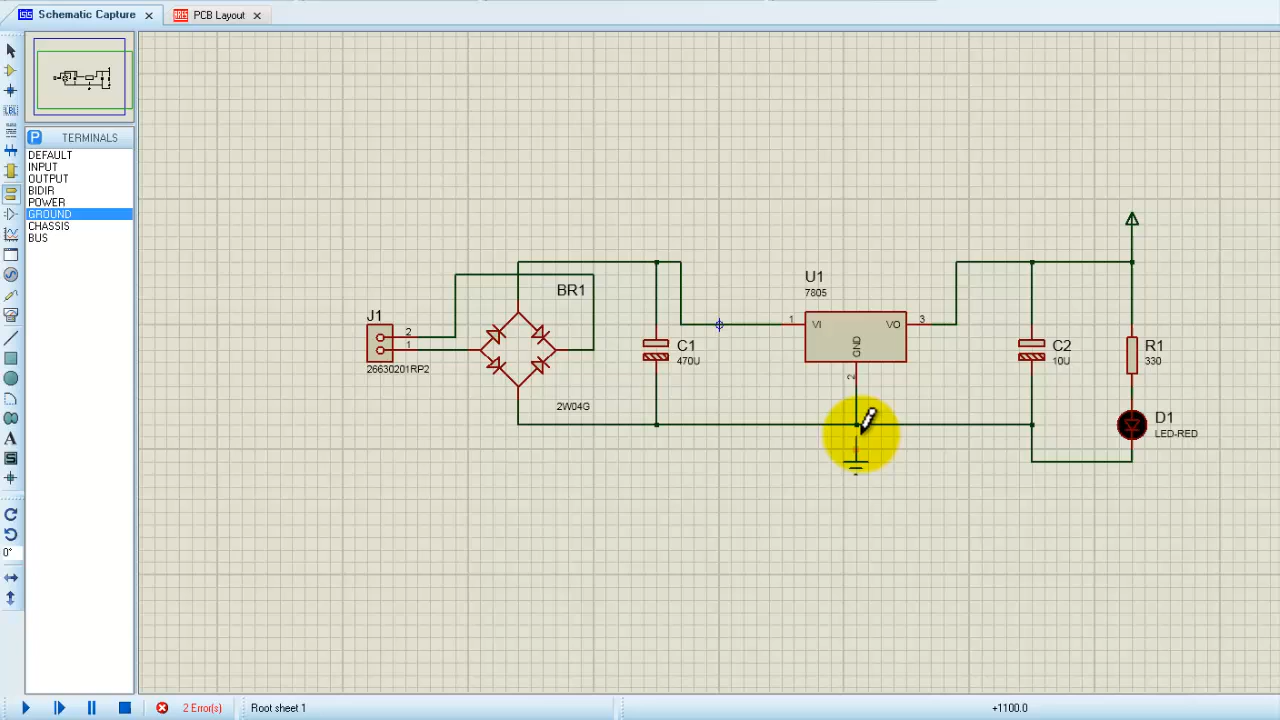 Schematic Capture
PCB Layout
TERMINALS
DEFAULT
INPUT
OUTPUT
BIDIR
POWER
GROUND
CHASSIS
BUS
LBL
A
S
0°
J1
2
1
26630201RP2
BR1
2W04G
C1
470U
U1
7805
1
VI
VO
3
GND
2
C2
10U
R1
330
D1
LED-RED
2 Error(s)
Root sheet 1
+1100.0